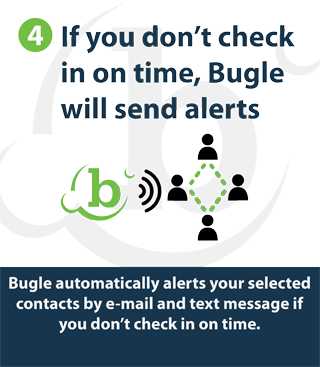 4 If you don't check
in on time, Bugle
will send alerts
b
Bugle automatically alerts your selected
contacts by e-mail and text message if
you don't check in on time.